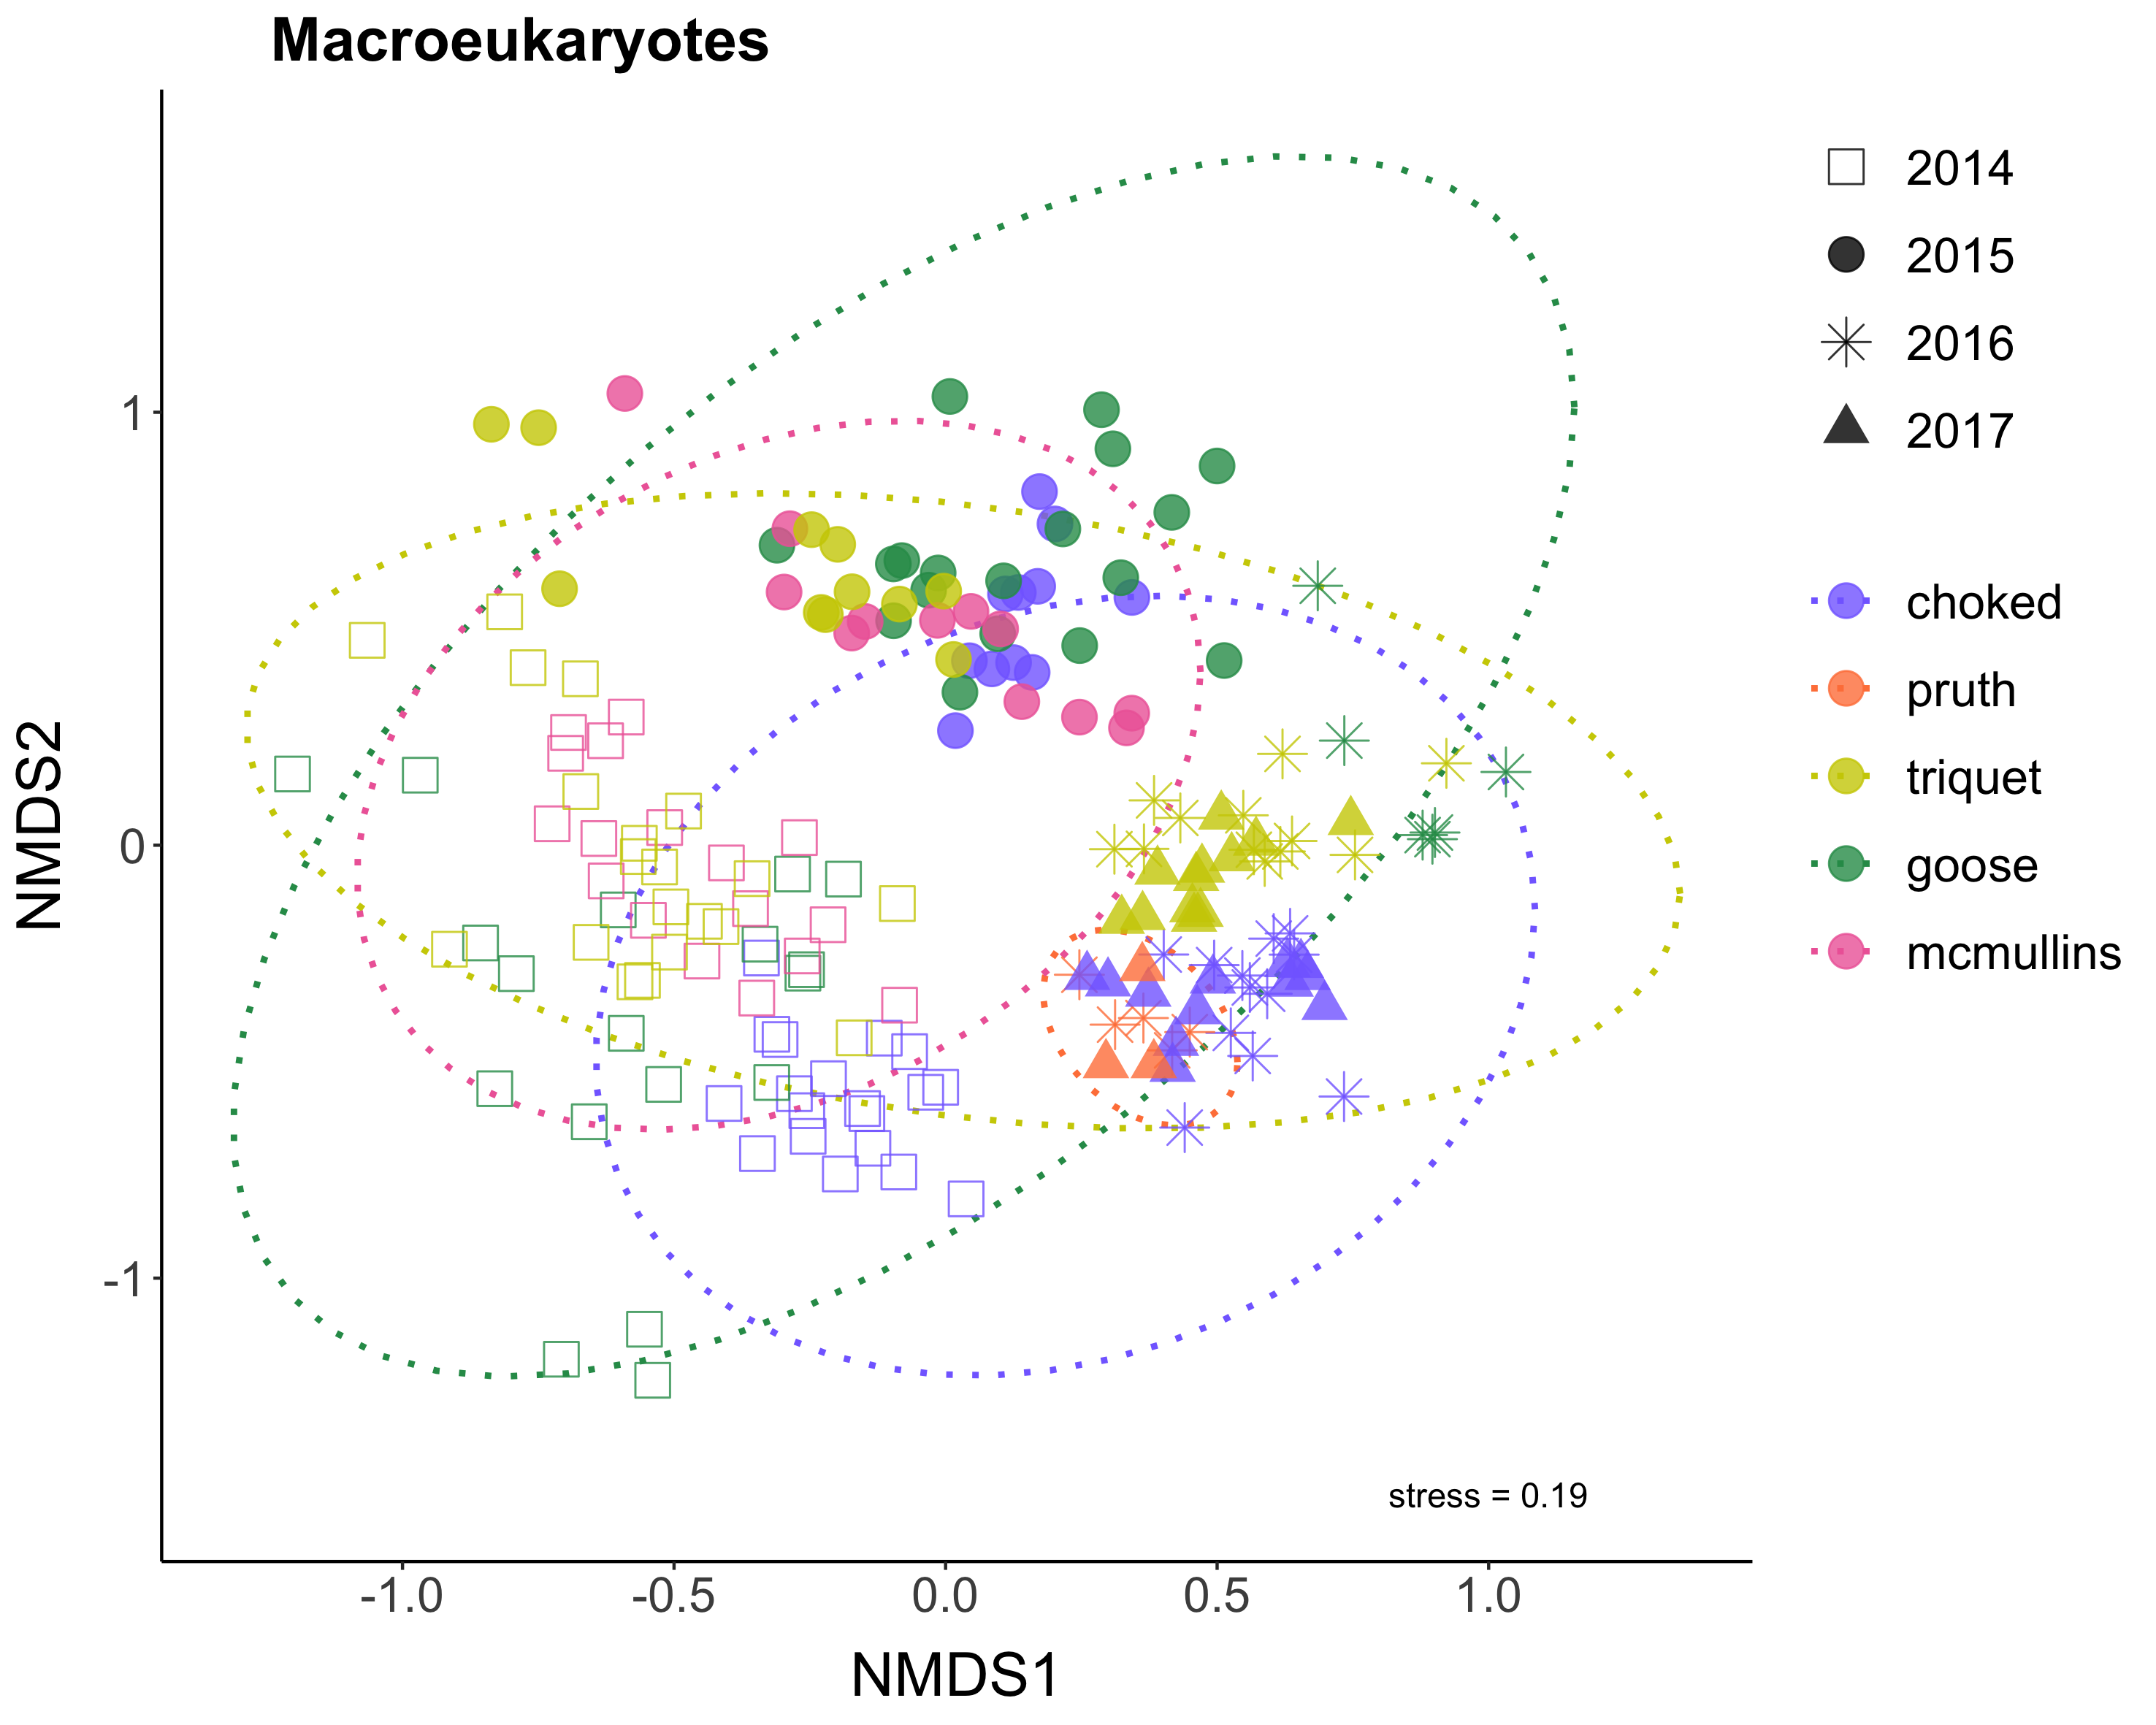 Macroeukaryotes
2014
2015
2016
2017
choked
pruth
triquet
goose
mcmullins
NMDS2
1
0
-1
stress = 0.19
-1.0
-0.5
0.0
0.5
1.0
NMDS1